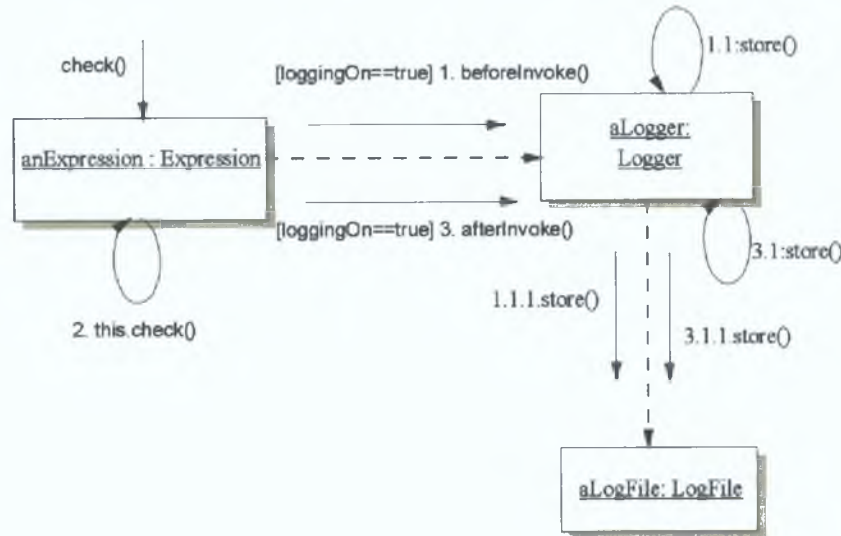 check()
[loggingOn==true] 1. beforeInvoke()
1.1:store()
anExpression : Expression
aLogger:
Logger
[loggingOn==true] 3. afterInvoke()
3.1:store()
2. this.check()
1.1.1.store()
3.1.1.store()
aLogFile: LogFile